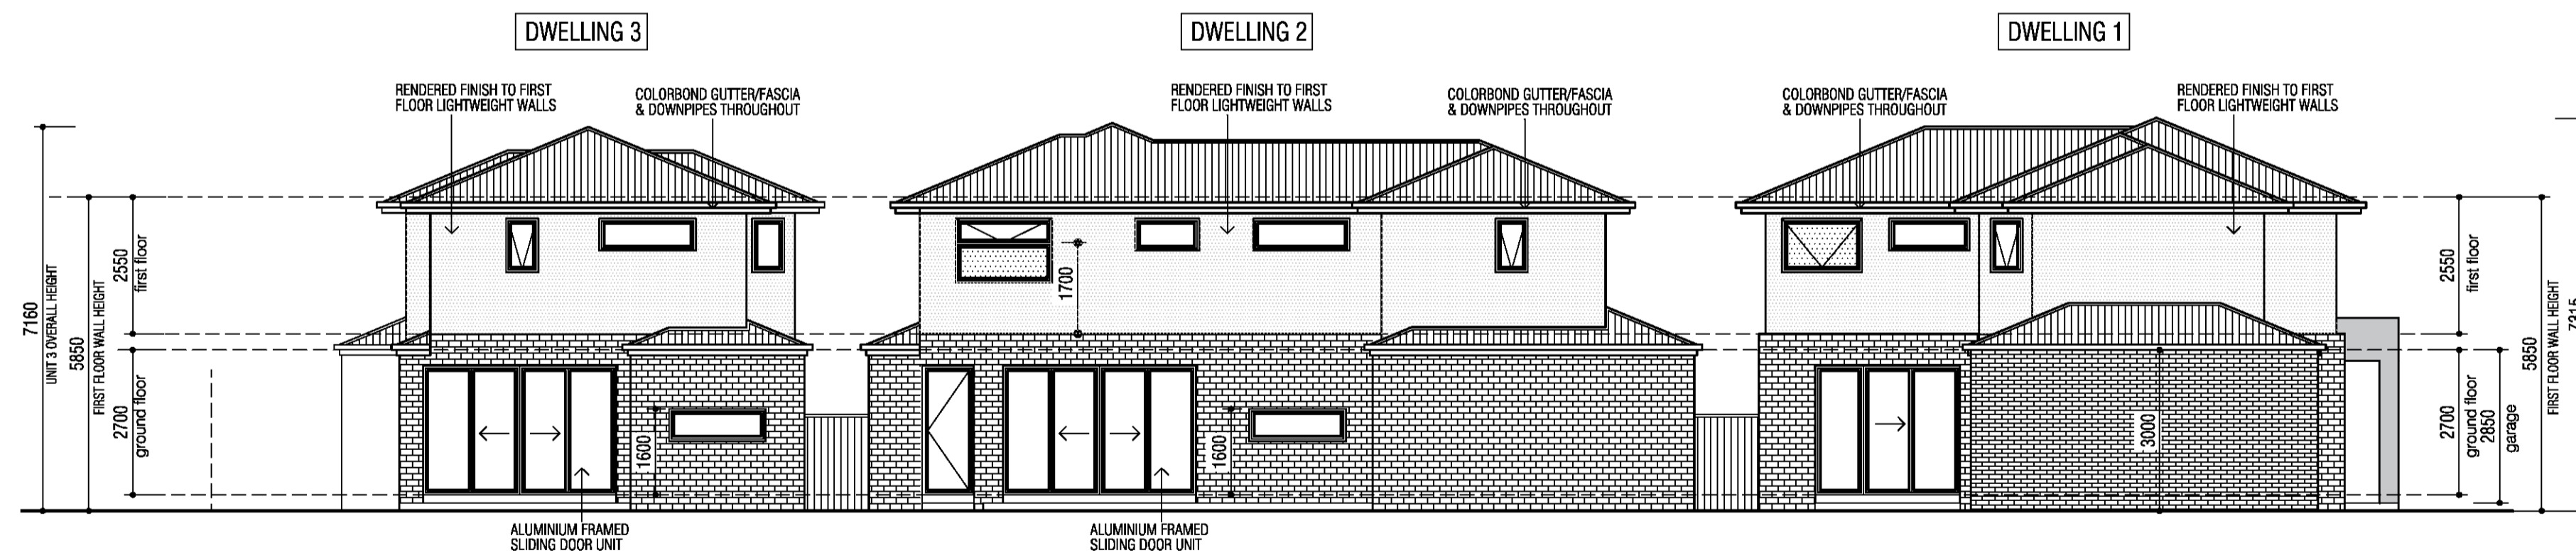 DWELLING 3
DWELLING 2
DWELLING 1
RENDERED FINISH TO FIRST
FLOOR LIGHTWEIGHT WALLS
COLORBOND GUTTER/FASCIA
& DOWNPIPES THROUGHOUT
RENDERED FINISH TO FIRST
FLOOR LIGHTWEIGHT WALLS
COLORBOND GUTTER/FASCIA
& DOWNPIPES THROUGHOUT
COLORBOND GUTTER/FASCIA
& DOWNPIPES THROUGHOUT
RENDERED FINISH TO FIRST
FLOOR LIGHTWEIGHT WALLS
7160
UNIT 3 OVERALL HEIGHT
5850
FIRST FLOOR WALL HEIGHT
2550
first floor
2700
ground floor
1600
1700
1600
3000
2550
first floor
2700
ground floor
2850
garage
5850
FIRST FLOOR WALL HEIGHT
ALUMINIUM FRAMED
SLIDING DOOR UNIT
ALUMINIUM FRAMED
SLIDING DOOR UNIT